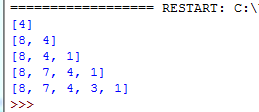 ================== RESTART: C:\
[4]
[8, 4]
[8, 4, 1]
[8, 7, 4, 1]
[8, 7, 4, 3, 1]
>>>